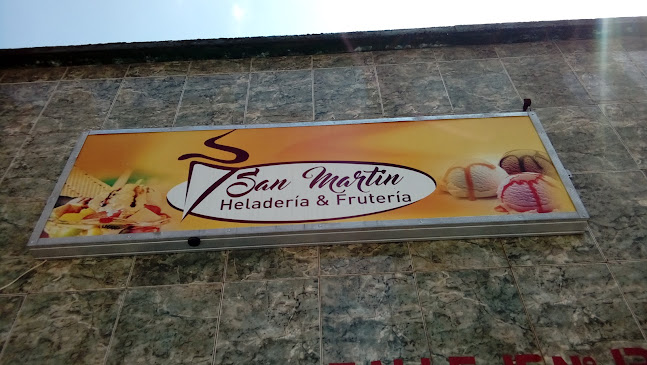 San Martin
Heladería & Frutería